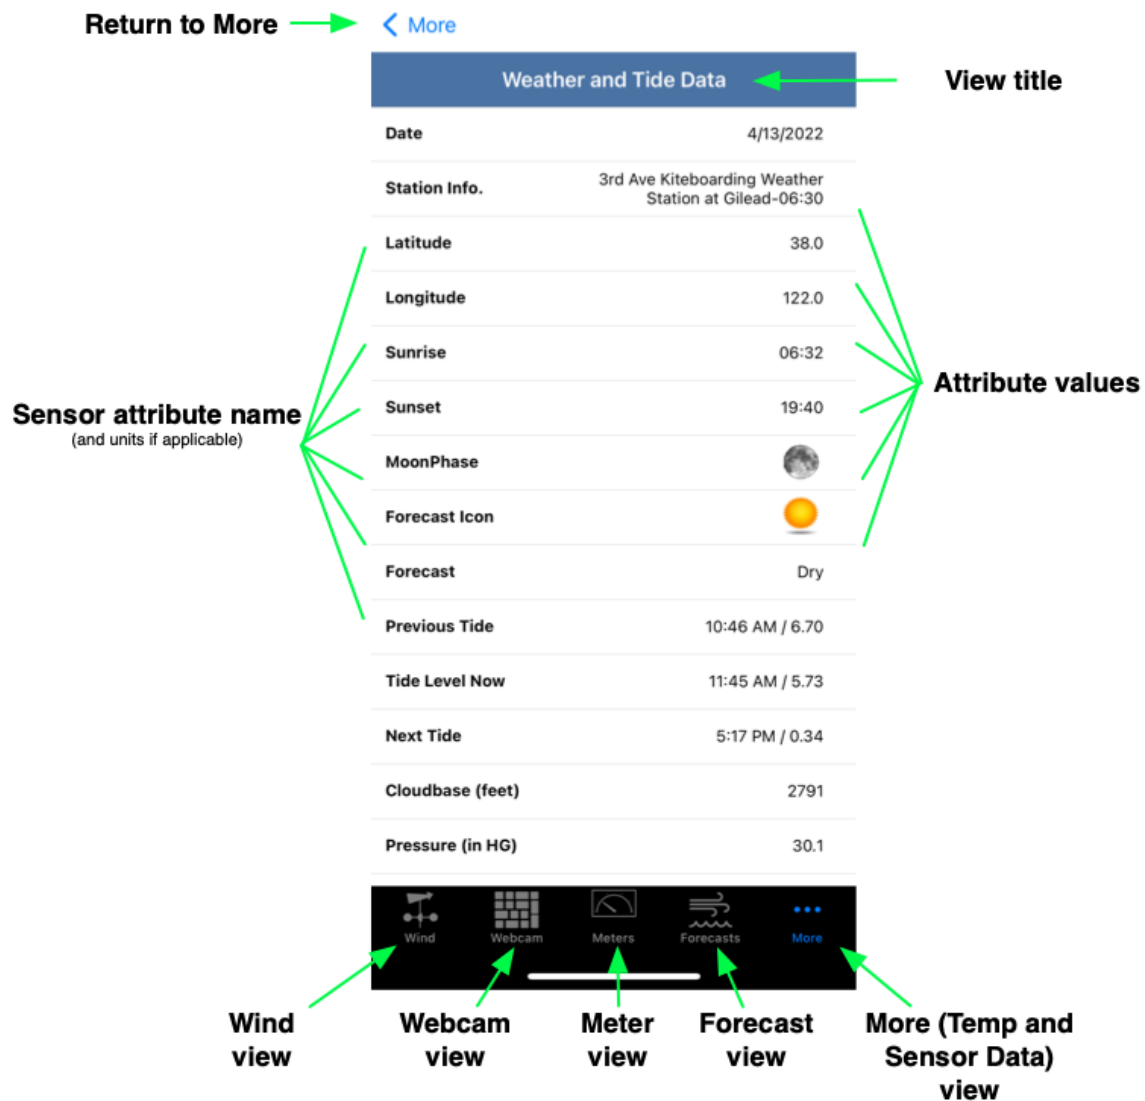 Return to More
More
Weather and Tide Data
View title
Date 4/13/2022
Station Info. 3rd Ave Kiteboarding Weather
Station at Gilead-06:30
Latitude 38.0
Longitude 122.0
Sunrise 06:32
Attribute values
Sunset 19:40
Sensor attribute name
(and units if applicable)
MoonPhase
Forecast Icon
Forecast Dry
Previous Tide 10:46 AM / 6.70
Tide Level Now 11:45 AM / 5.73
Next Tide 5:17 PM / 0.34
Cloudbase (feet) 2791
Pressure (in HG) 30.1
Wind Webcam Meters Forecasts More
Wind
view
Webcam
view
Meter
view
Forecast
view
More (Temp and
Sensor Data)
view